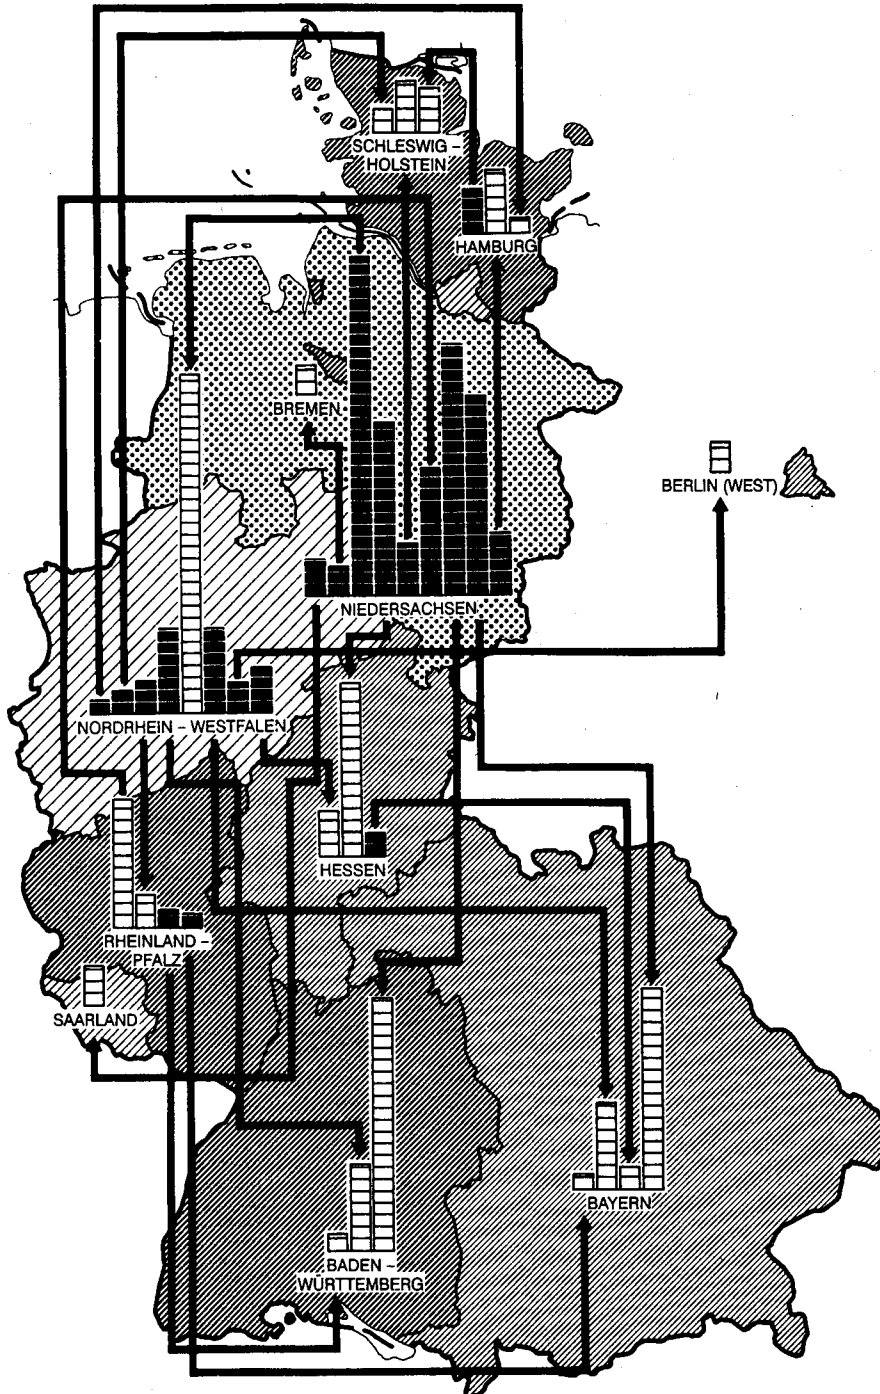 SCHLESWIG -
HOLSTEIN
HAMBURG
BREMEN
BERLIN (WEST)
NIEDERSACHSEN
NORDRHEIN - WESTFALEN
HESSEN
RHEINLAND -
PFALZ
SAARLAND
BAYERN
BADEN -
WÜRTTEMBERG